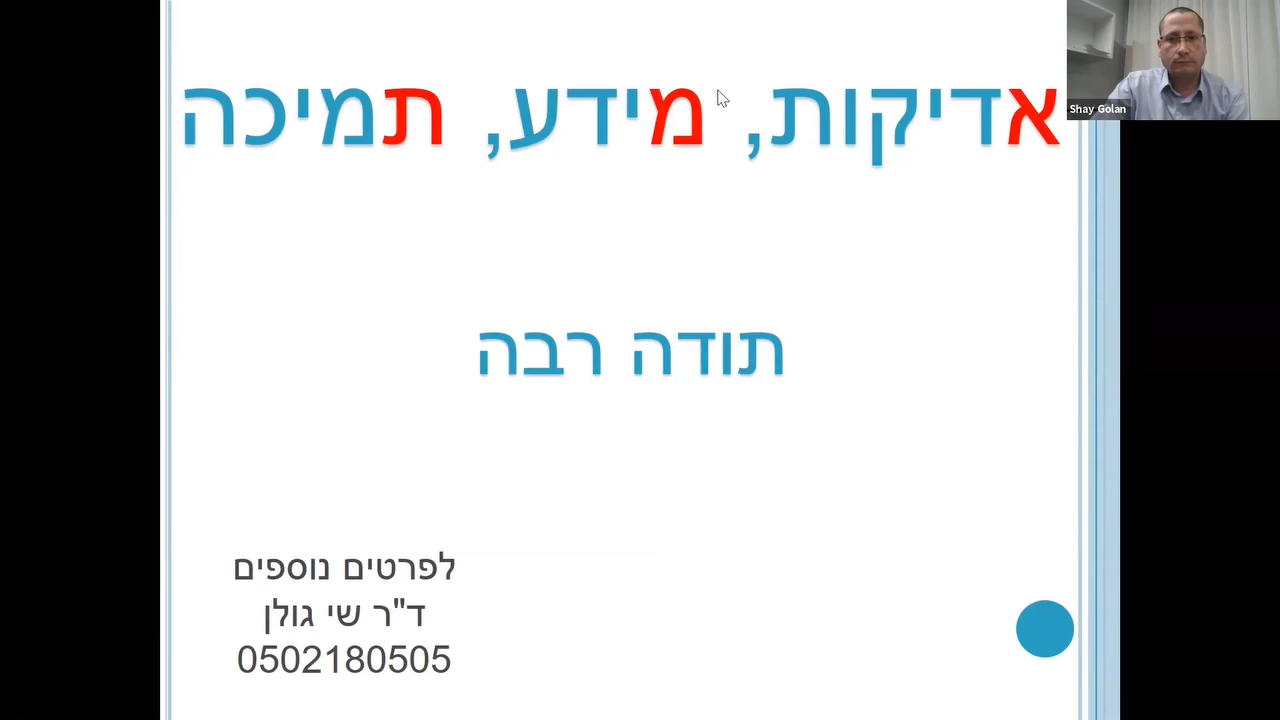 אדיקות, מידע, תמיכה
Shay Golan
תודה רבה
לפרטים נוספים
ד"ר שי גולן
0502180505